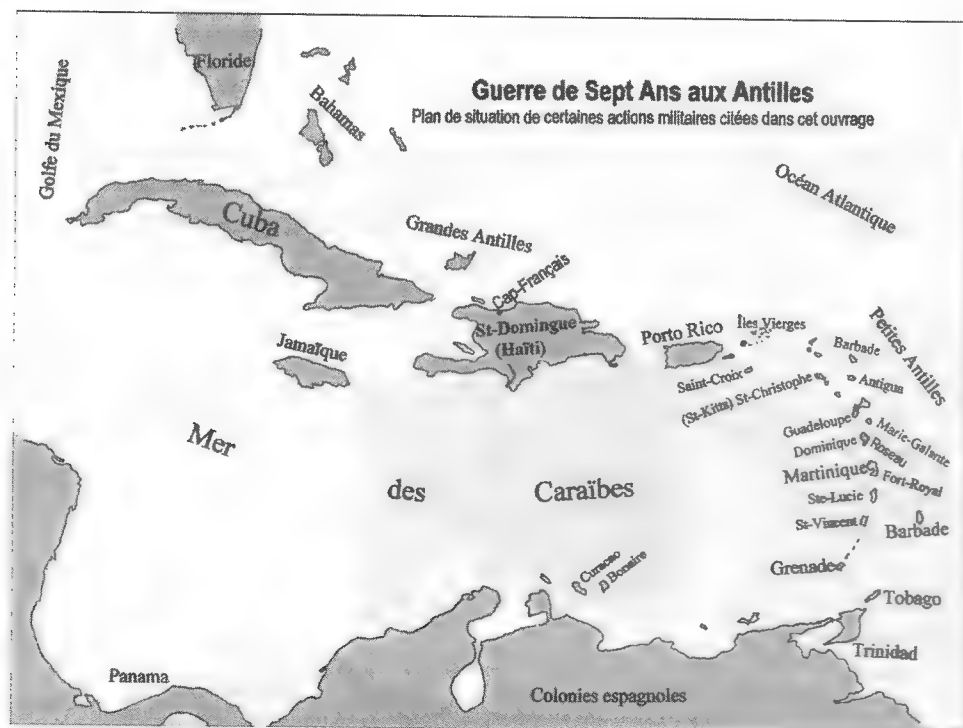 Guerre de Sept Ans aux Antilles
Plan de situation de certaines actions militaires citées dans cet ouvrage
Floride
Golfe du Mexique
Bahamas
Océan Atlantique
Cuba
Grandes Antilles
Cap-Français
St-Domingue
(Haïti)
Jamaïque
Porto Rico
Îles Vierges
Petites Antilles
Barbade
Saint-Croix
Antigua
(St-Kitta) St-Christophe
Guadeloupe
Marie-Galante
Dominique
Roseau
Martinique
Fort-Royal
Ste-Lucie
St-Vincent
Barbade
Grenade
Mer
des
Caraïbes
Curacao
Bonaire
Tobago
Trinidad
Panama
Colonies espagnoles